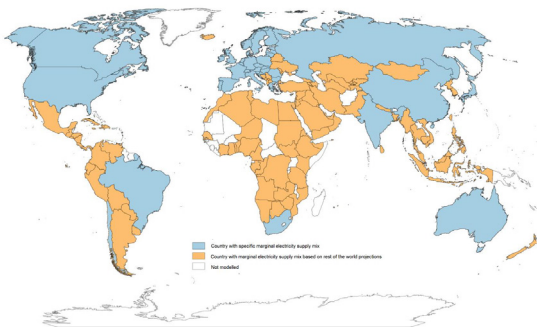 Country with specific marginal electricity supply mix
Country with marginal electricity supply mix based on rest of the world projections
Not modelled